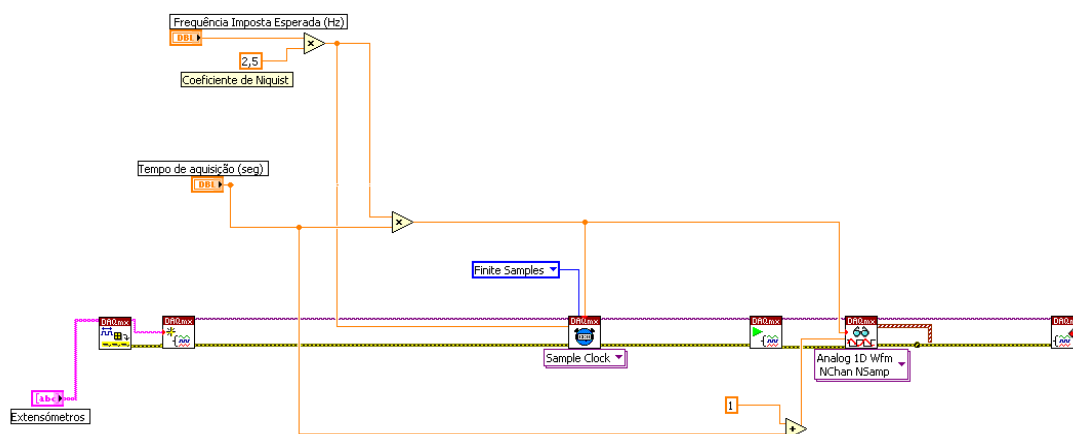 Frequência Imposta Esperada (Hz)
DBL
×
2,5
Coeficiente de Niquist
Tempo de aquisição (seg)
DBL
×
Finite Samples
DAQmx
DAQmx
DAQmx
DAQmx
DAQmx
DAQmx
Sample Clock
Analog 1D Wfm
NChan NSamp
abc
Extensómetros
1
+